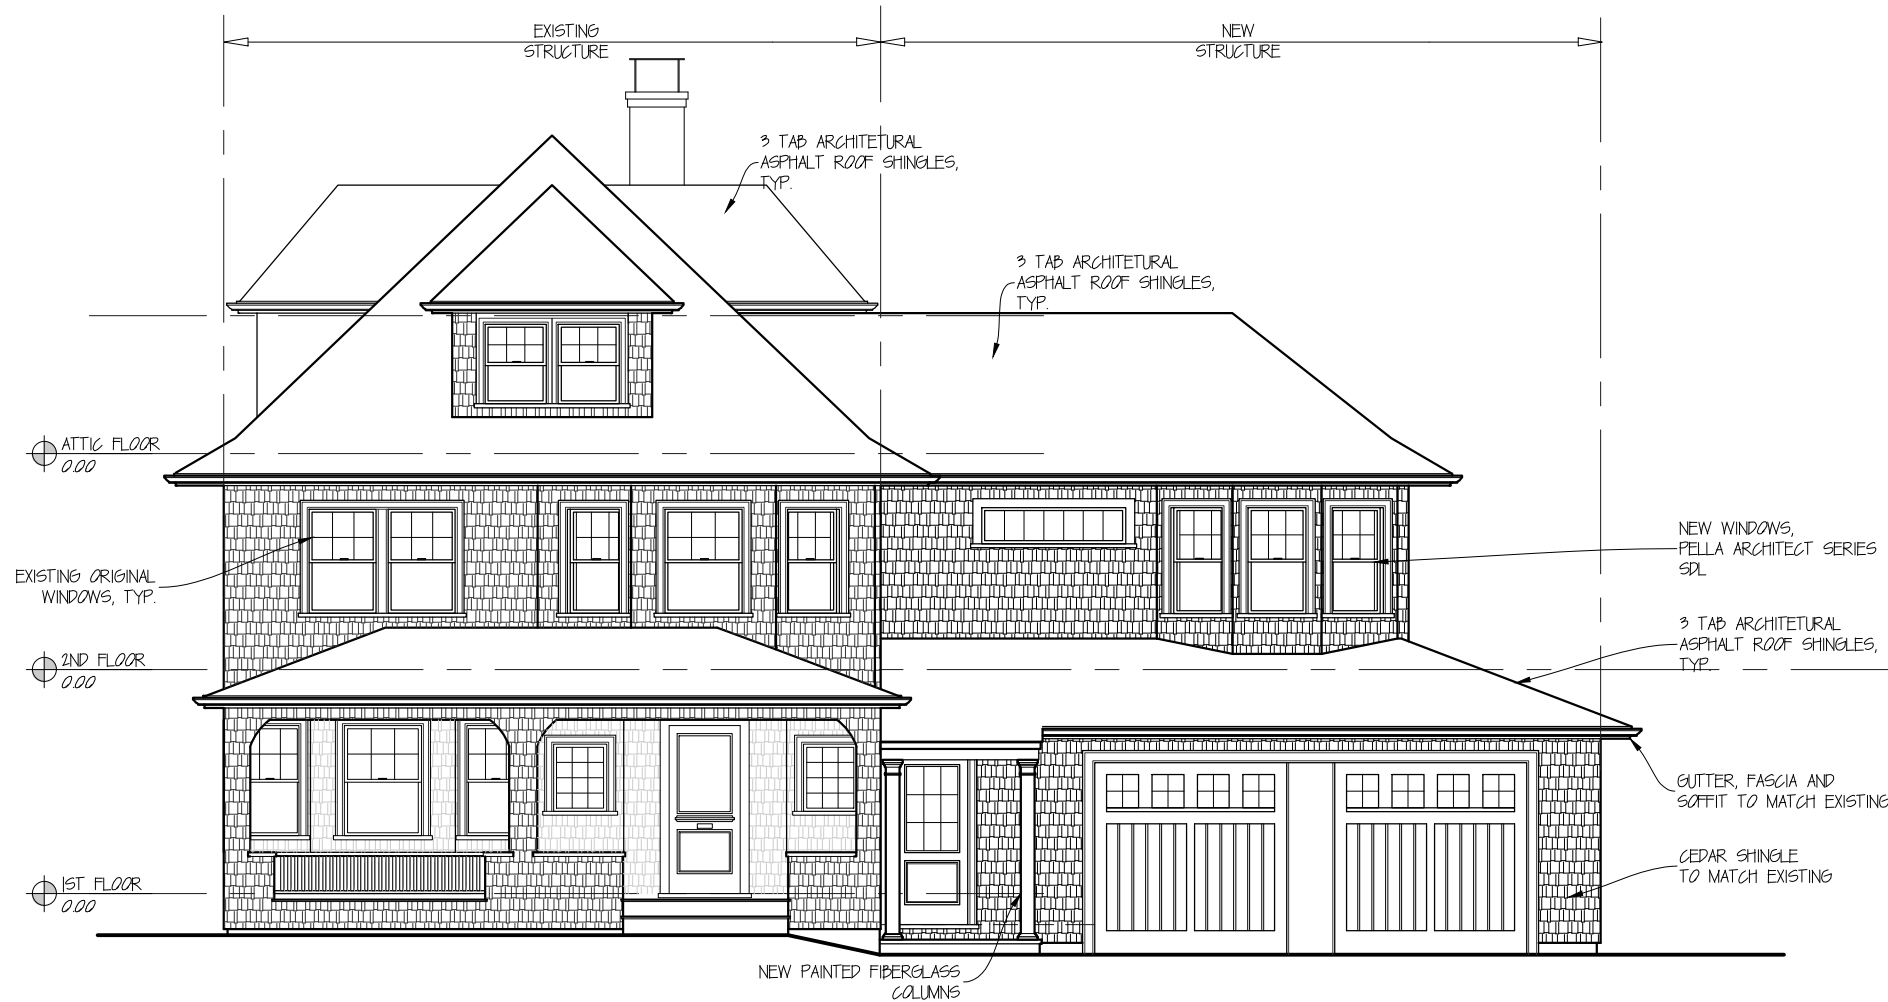 EXISTING
STRUCTURE
NEW
STRUCTURE
3 TAB ARCHITETURAL
ASPHALT ROOF SHINGLES,
TYP.
3 TAB ARCHITETURAL
ASPHALT ROOF SHINGLES,
TYP.
ATTIC FLOOR
0.00
EXISTING ORIGINAL
WINDOWS, TYP.
NEW WINDOWS,
PELLA ARCHITECT SERIES
SDL
3 TAB ARCHITETURAL
ASPHALT ROOF SHINGLES,
TYP.
2ND FLOOR
0.00
GUTTER, FASCIA AND
SOFFIT TO MATCH EXISTING
CEDAR SHINGLE
TO MATCH EXISTING
1ST FLOOR
0.00
NEW PAINTED FIBERGLASS
COLUMNS